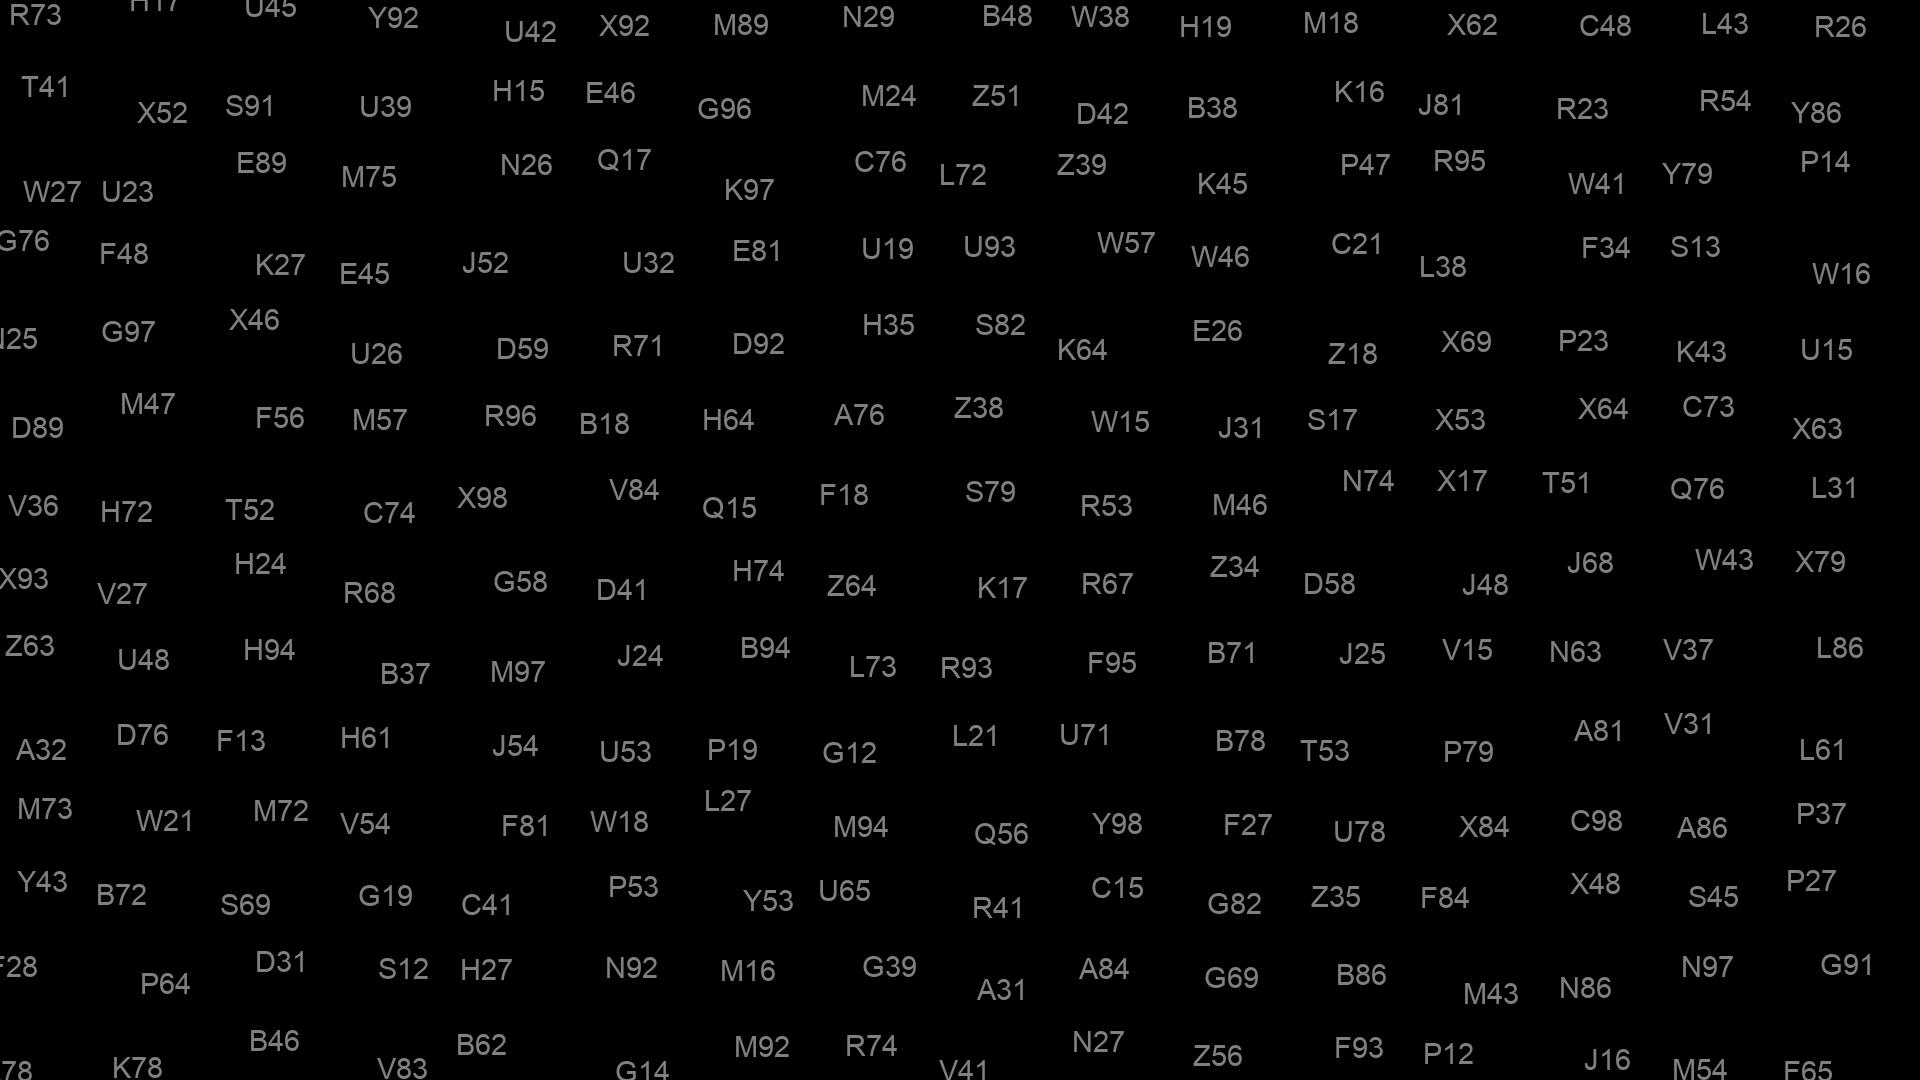 R73 H17 U45 Y92 U42 X92 M89 N29 B48 W38 H19 M18 X62 C48 L43 R26
T41 X52 S91 U39 H15 E46 G96 M24 Z51 D42 B38 K16 J81 R23 R54 Y86
W27 U23 E89 M75 N26 Q17 K97 C76 L72 Z39 K45 P47 R95 W41 Y79 P14
G76 F48 K27 E45 J52 U32 E81 U19 U93 W57 W46 C21 L38 F34 S13 W16
G97 X46 U26 D59 R71 D92 H35 S82 K64 E26 Z18 X69 P23 K43 U15
D89 M47 F56 M57 R96 B18 H64 A76 Z38 W15 J31 S17 X53 X64 C73 X63
V36 H72 T52 C74 X98 V84 Q15 F18 S79 R53 M46 N74 X17 T51 Q76 L31
X93 V27 H24 R68 G58 D41 H74 Z64 K17 R67 Z34 D58 J48 J68 W43 X79
Z63 U48 H94 B37 M97 J24 B94 L73 R93 F95 B71 J25 V15 N63 V37 L86
A32 D76 F13 H61 J54 U53 P19 G12 L21 U71 B78 T53 P79 A81 V31 L61
M73 W21 M72 V54 F81 W18 L27 M94 Q56 Y98 F27 U78 X84 C98 A86 P37
Y43 B72 S69 G19 C41 P53 Y53 U65 R41 C15 G82 Z35 F84 X48 S45 P27
F28 P64 D31 S12 H27 N92 M16 G39 A31 A84 G69 B86 M43 N86 N97 G91
78 K78 B46 V83 B62 G14 M92 R74 V41 N27 Z56 F93 P12 J16 M54 F65